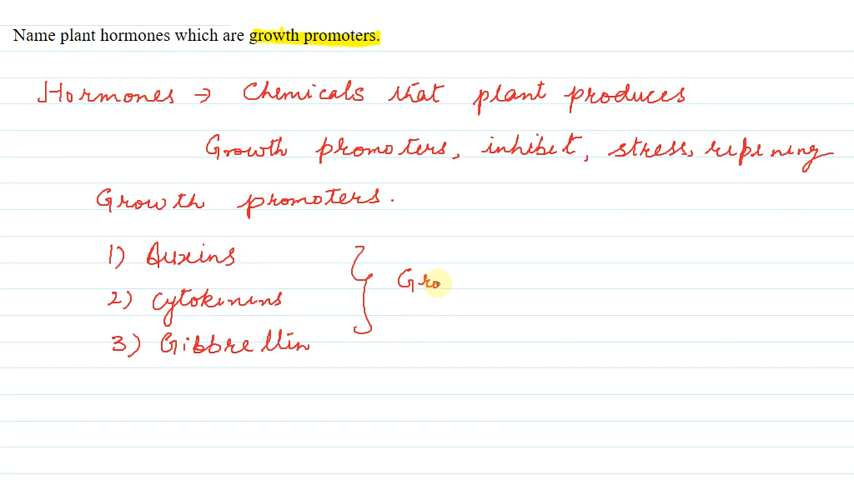 Name plant hormones which are growth promoters.
Hormones → Chemicals that plant produces
Growth promoters, inhibit, stress, ripening
Growth promoters.
1) Auxins
2) Cytokinins
3) Gibbrellin
Gro